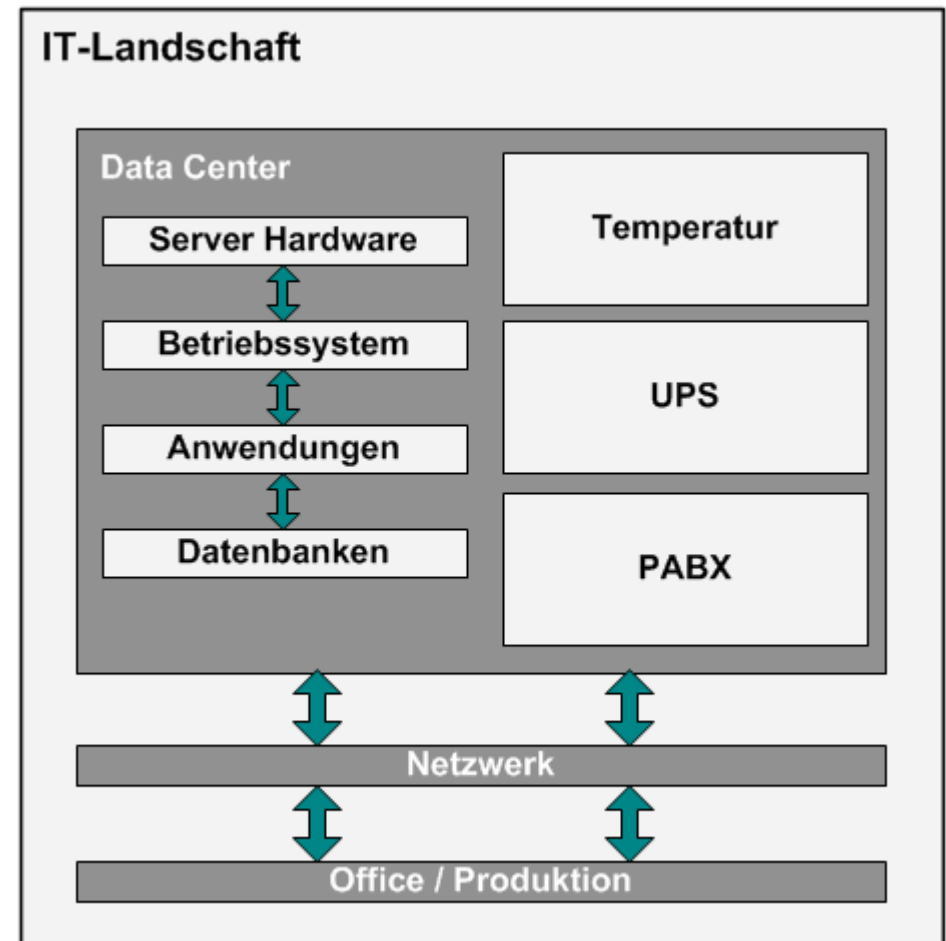 IT-Landschaft
Data Center
Server Hardware
Betriebssystem
Anwendungen
Datenbanken
Temperatur
UPS
PABX
Netzwerk
Office / Produktion